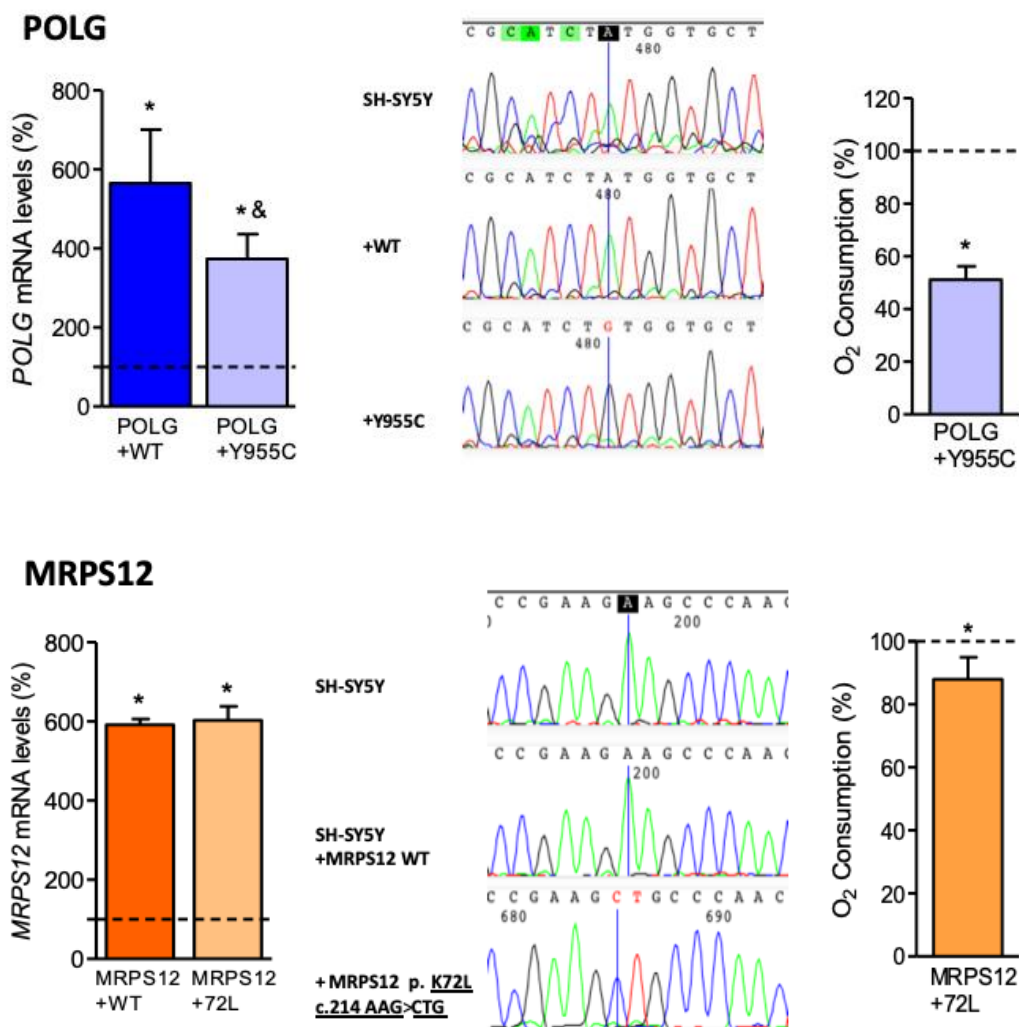 POLG
POLG mRNA levels (%)
800
600
400
200
0
*
* &
POLG
+WT
POLG
+Y955C
SH-SY5Y
C G C A T C T A T G G T G C T
480
+WT
C G C A T C T A T G G T G C T
480
+Y955C
C G C A T C T G T G G T G C T
480
O2 Consumption (%)
120
100
80
60
40
20
0
*
POLG
+Y955C
MRPS12
MRPS12 mRNA levels (%)
800
600
400
200
0
*
*
MRPS12
+WT
MRPS12
+72L
SH-SY5Y
C C G A A G A A G C C C A A G
0
200
SH-SY5Y
+MRPS12 WT
C C G A A G A A G C C C A A G
200
+ MRPS12 p. K72L
c.214 AAG>CTG
C C G A A G C T G C C C A A C
680
690
O2 Consumption (%)
100
80
60
40
20
0
*
MRPS12
+72L